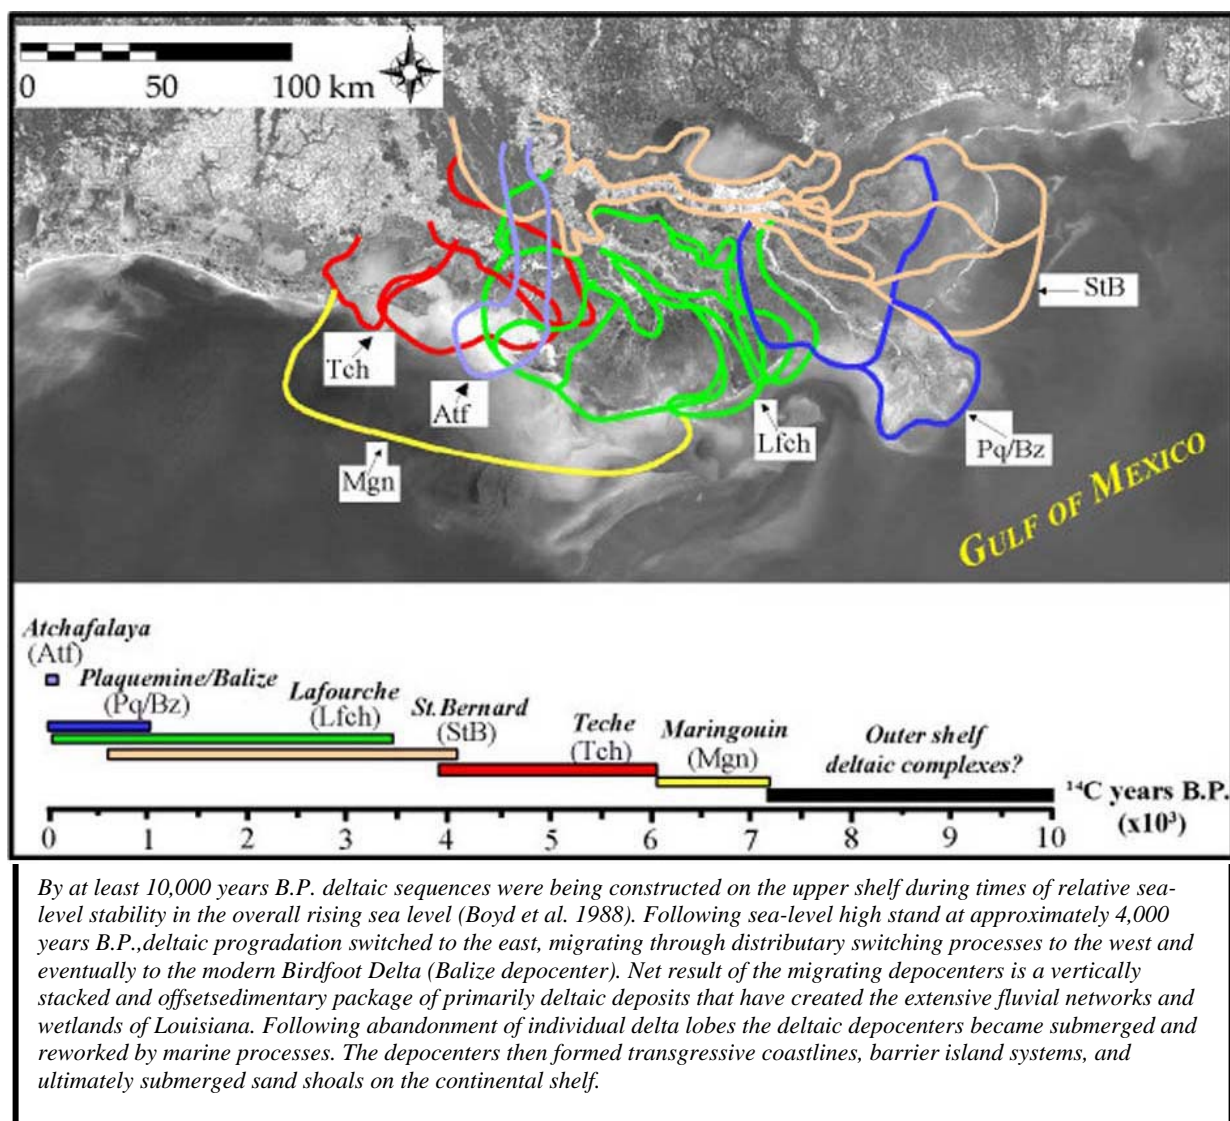 0 50 100 km
StB
Tch
Atf
Lfch
Pq/Bz
Mgn
GULF OF MEXICO
Atchafalaya
(Atf)
Plaquemine/Balize
(Pq/Bz)
Lafourche
(Lfch)
St.Bernard
(StB)
Teche
(Tch)
Maringouin
(Mgn)
Outer shelf
deltaic complexes?
¹⁴C years B.P.
(x10³)
0 1 2 3 4 5 6 7 8 9 10
By at least 10,000 years B.P. deltaic sequences were being constructed on the upper shelf during times of relative sea-
level stability in the overall rising sea level (Boyd et al. 1988). Following sea-level high stand at approximately 4,000
years B.P.,deltaic progradation switched to the east, migrating through distributary switching processes to the west and
eventually to the modern Birdfoot Delta (Balize depocenter). Net result of the migrating depocenters is a vertically
stacked and offsetsedimentary package of primarily deltaic deposits that have created the extensive fluvial networks and
wetlands of Louisiana. Following abandonment of individual delta lobes the deltaic depocenters became submerged and
reworked by marine processes. The depocenters then formed transgressive coastlines, barrier island systems, and
ultimately submerged sand shoals on the continental shelf.